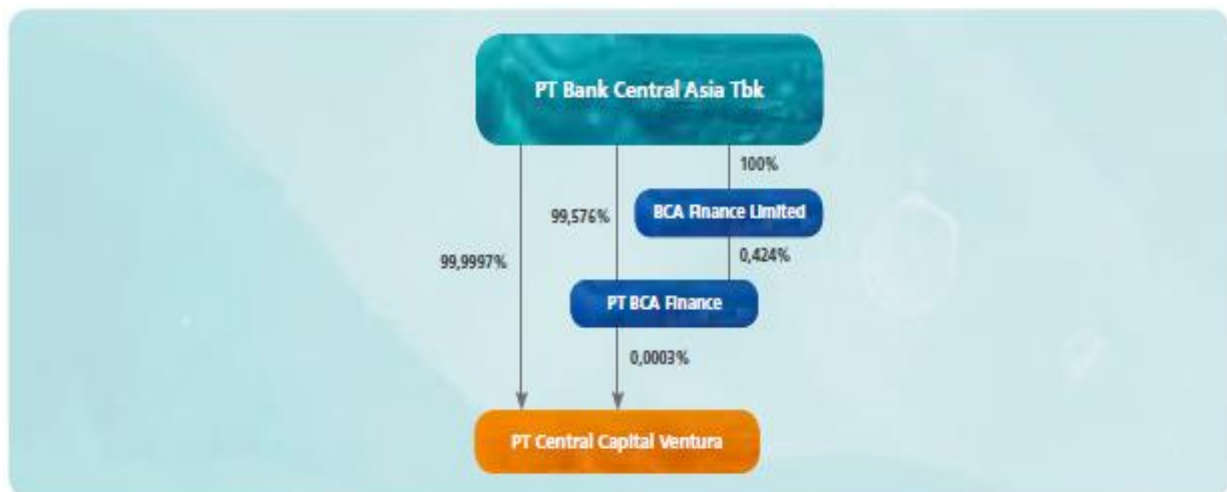 PT Bank Central Asia Tbk
100%
BCA Finance Limited
99,576%
0,424%
99,9997%
PT BCA Finance
0,0003%
PT Central Capital Ventura